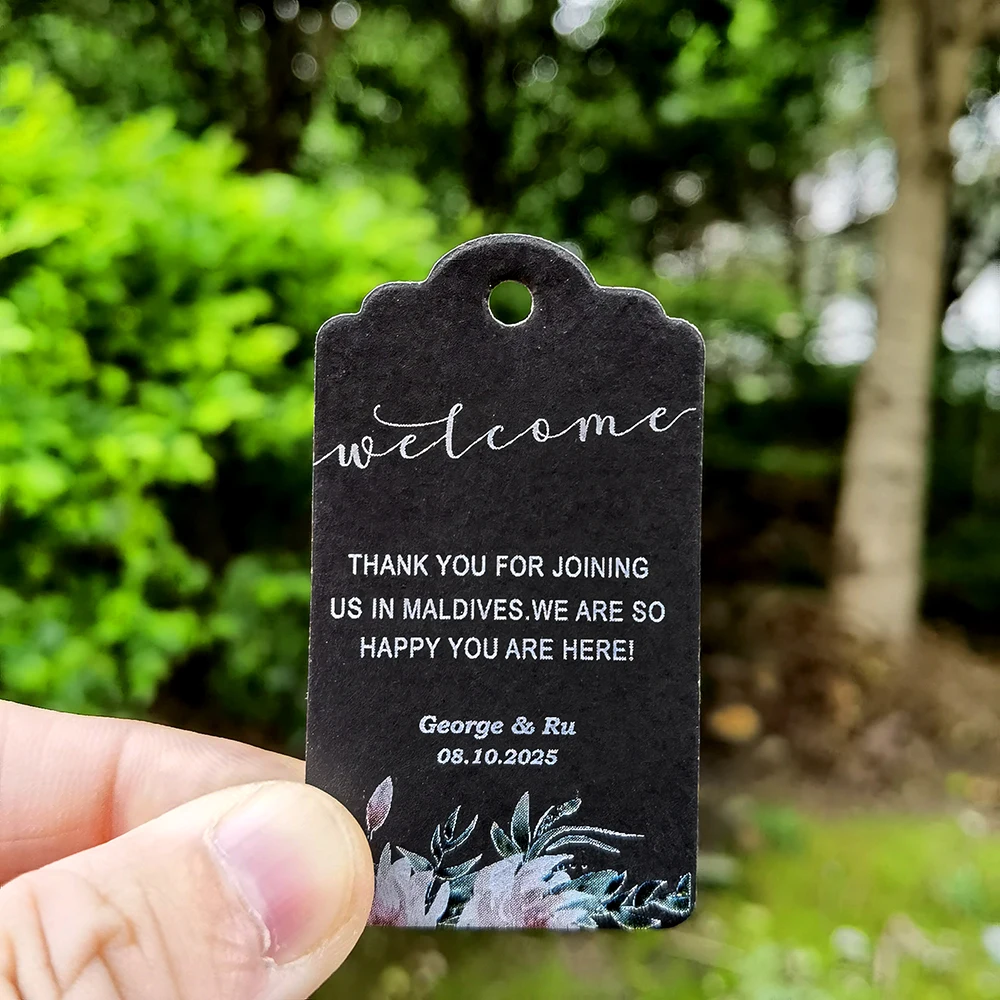 welcome
THANK YOU FOR JOINING
US IN MALDIVES.WE ARE SO
HAPPY YOU ARE HERE!
George & Ru
08.10.2025